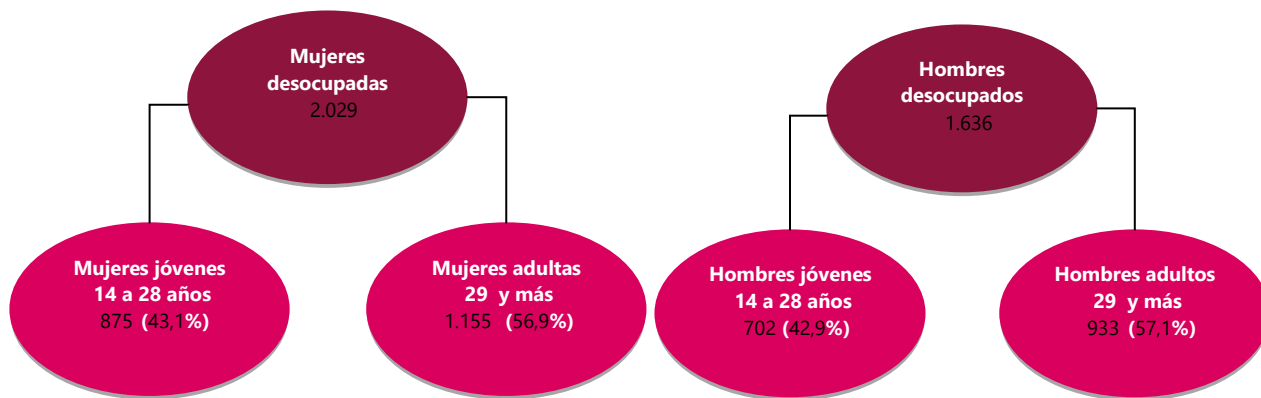 Mujeres
desocupadas
2.029
Hombres
desocupados
1.636
Mujeres jóvenes
14 a 28 años
875 (43,1%)
Mujeres adultas
29 y más
1.155 (56,9%)
Hombres jóvenes
14 a 28 años
702 (42,9%)
Hombres adultos
29 y más
933 (57,1%)